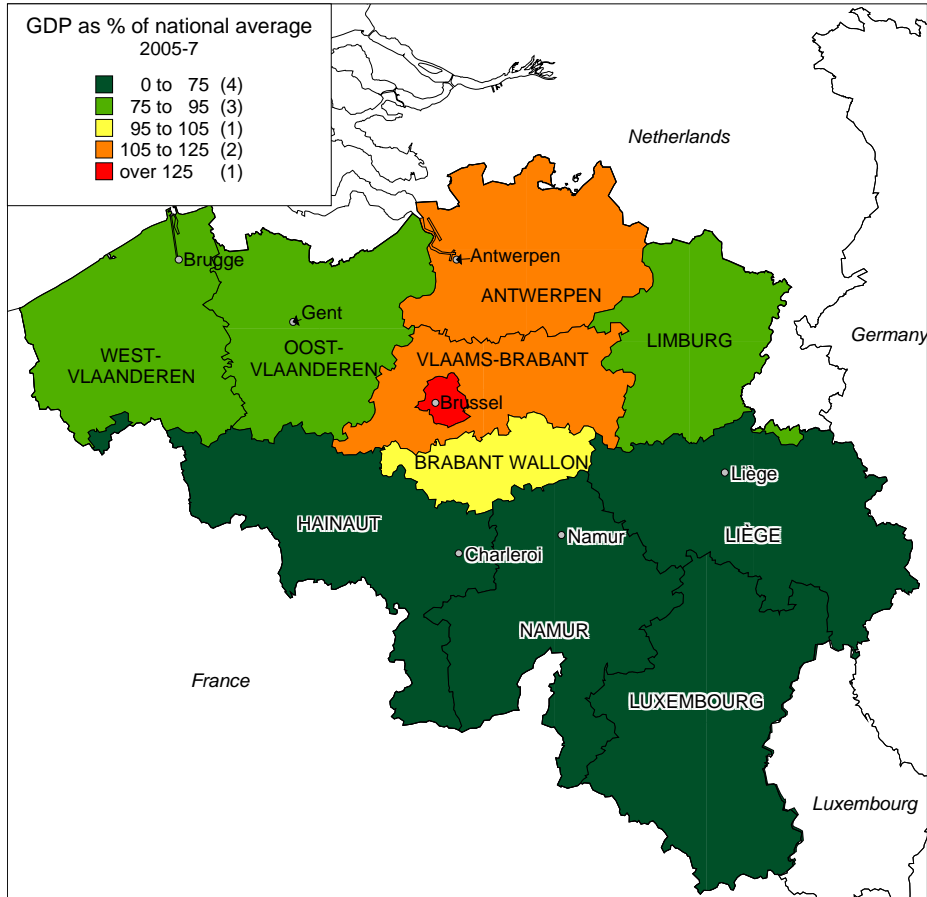 GDP as % of national average
2005-7
0 to 75 (4)
75 to 95 (3)
95 to 105 (1)
105 to 125 (2)
over 125 (1)
Netherlands
Brugge
Antwerpen
ANTWERPEN
Gent
Germany
WEST-
VLAANDEREN
OOST-
VLAANDEREN
VLAAMS-BRABANT
LIMBURG
Brussel
BRABANT WALLON
Liège
HAINAUT
Namur
LIÈGE
Charleroi
NAMUR
France
LUXEMBOURG
Luxembourg